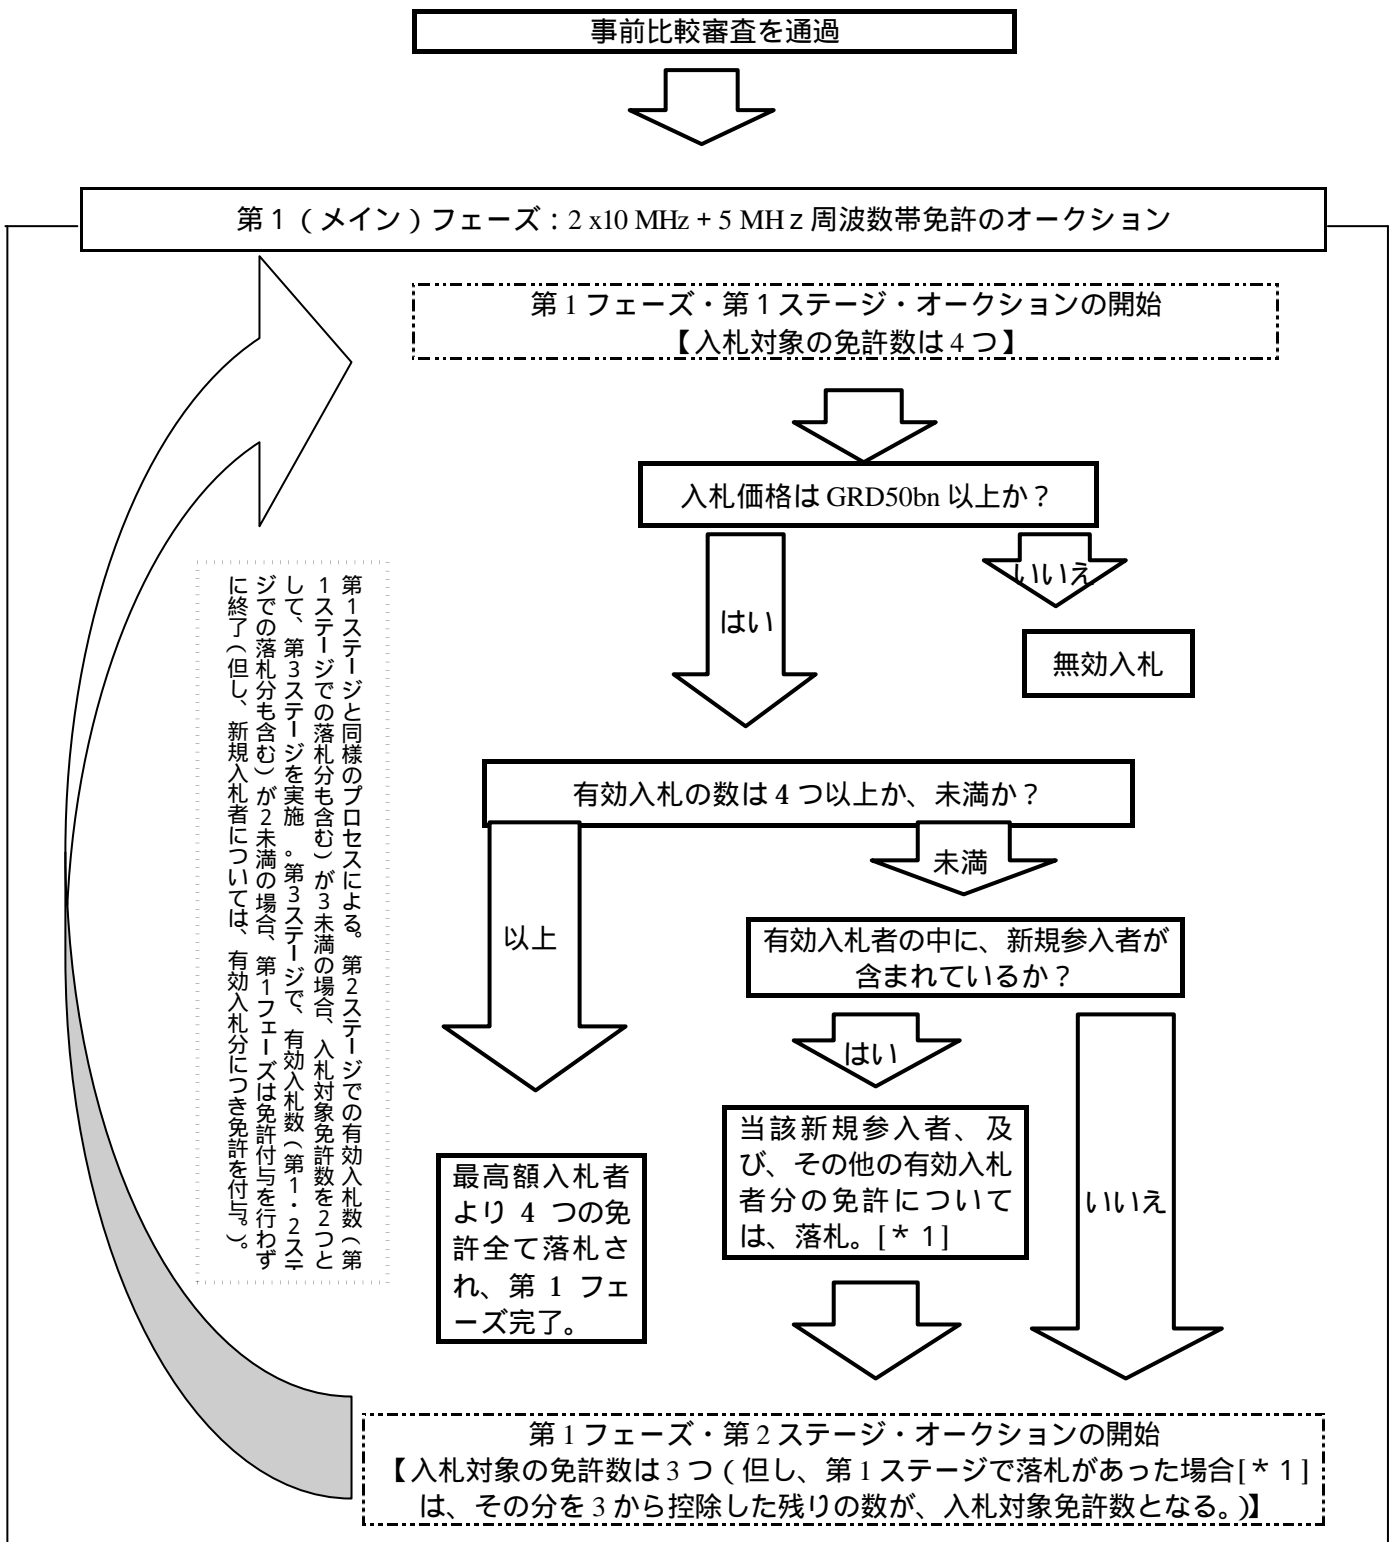 事前比較審査を通過
第１（メイン）フェーズ：2 x10 MHz + 5 MHｚ周波数帯免許のオークション
第1フェーズ・第１ステージ・オークションの開始
【入札対象の免許数は4つ】
入札価格はGRD50bn以上か？
はい
いいえ
無効入札
有効入札の数は4つ以上か、未満か？
以上
未満
有効入札者の中に、新規参入者が
含まれているか？
はい
いいえ
当該新規参入者、及
び、その他の有効入札
者分の免許について
は、落札。[＊1]
最高額入札者
より 4 つの免
許全て落札さ
れ、第 1 フェ
ーズ完了。
第1ステージと同様のプロセスによる。第2ステージでの有効入札数（第
1ステージでの落札分も含む）が3未満の場合、入札対象免許数を2つと
して、第3ステージを実施 。第3ステージで、有効入札数（第1・2ステー
ジでの落札分も含む）が2未満の場合、第1フェーズは免許付与を行わず
に終了（但し、新規入札者については、有効入札分につき免許を付与。）。
第1フェーズ・第2ステージ・オークションの開始
【入札対象の免許数は3つ（但し、第1ステージで落札があった場合[＊1]
は、その分を3から控除した残りの数が、入札対象免許数となる。）】